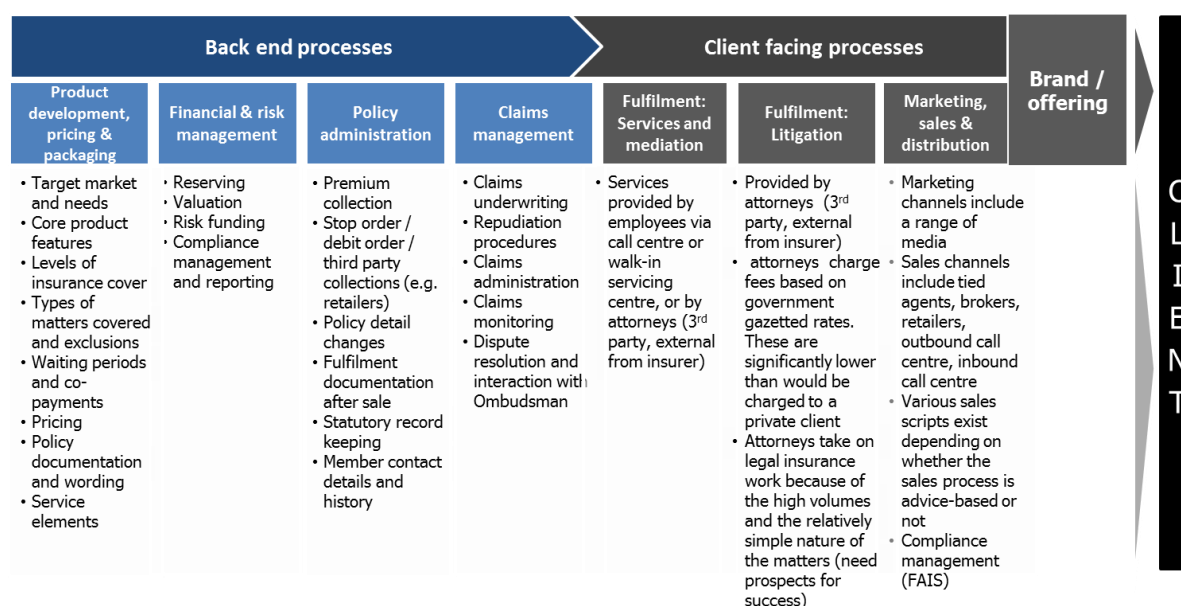 Back end processes
Client facing processes
Brand /
offering
Product
development,
pricing &
packaging
Financial & risk
management
Policy
administration
Claims
management
Fulfilment:
Services and
mediation
Fulfilment:
Litigation
Marketing,
sales &
distribution
• Target market
and needs
• Core product
features
• Levels of
insurance cover
• Types of
matters covered
and exclusions
• Waiting periods
and co-
payments
• Pricing
• Policy
documentation
and wording
• Service
elements
• Reserving
• Valuation
• Risk funding
• Compliance
management
and reporting
• Premium
collection
• Stop order /
debit order /
third party
collections (e.g.
retailers)
• Policy detail
changes
• Fulfilment
documentation
after sale
• Statutory record
keeping
• Member contact
details and
history
• Claims
underwriting
• Repudiation
procedures
• Claims
administration
• Claims
monitoring
• Dispute
resolution and
interaction with
Ombudsman
• Services
provided by
employees via
call centre or
walk-in
servicing
centre, or by
attorneys (3rd
party, external
from insurer)
• Provided by
attorneys (3rd
party, external
from insurer)
• attorneys charge
fees based on
government
gazetted rates.
These are
significantly lower
than would be
charged to a
private client
• Attorneys take on
legal insurance
work because of
the high volumes
and the relatively
simple nature of
the matters (need
prospects for
success)
• Marketing
channels include
a range of
media
• Sales channels
include tied
agents, brokers,
retailers,
outbound call
centre, inbound
call centre
• Various sales
scripts exist
depending on
whether the
sales process is
advice-based or
not
• Compliance
management
(FAIS)
C
L
I
E
N
T